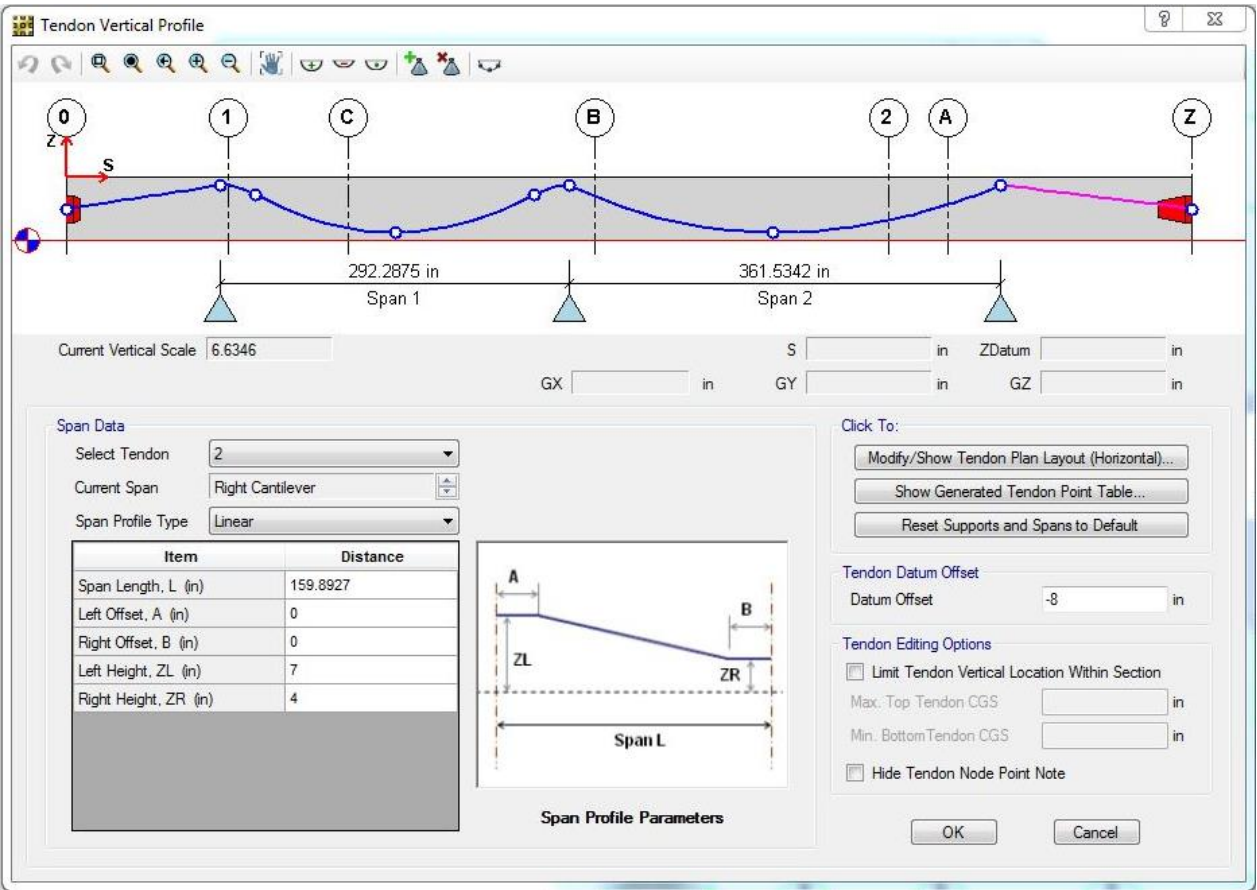 Tendon Vertical Profile
0 1 C B 2 A Z
Z
S
292.2875 in 361.5342 in
Span 1 Span 2
Current Vertical Scale 6.6346 S in ZDatum in
GX in GY in GZ in
Span Data
Select Tendon 2
Current Span Right Cantilever
Span Profile Type Linear
Item Distance
Span Length, L (in) 159.8927
Left Offset, A (in) 0
Right Offset, B (in) 0
Left Height, ZL (in) 7
Right Height, ZR (in) 4
A
B
ZL
ZR
Span L
Span Profile Parameters
Click To:
Modify/Show Tendon Plan Layout (Horizontal)...
Show Generated Tendon Point Table...
Reset Supports and Spans to Default
Tendon Datum Offset
Datum Offset -8 in
Tendon Editing Options
Limit Tendon Vertical Location Within Section
Max. Top Tendon CGS in
Min. BottomTendon CGS in
Hide Tendon Node Point Note
OK Cancel